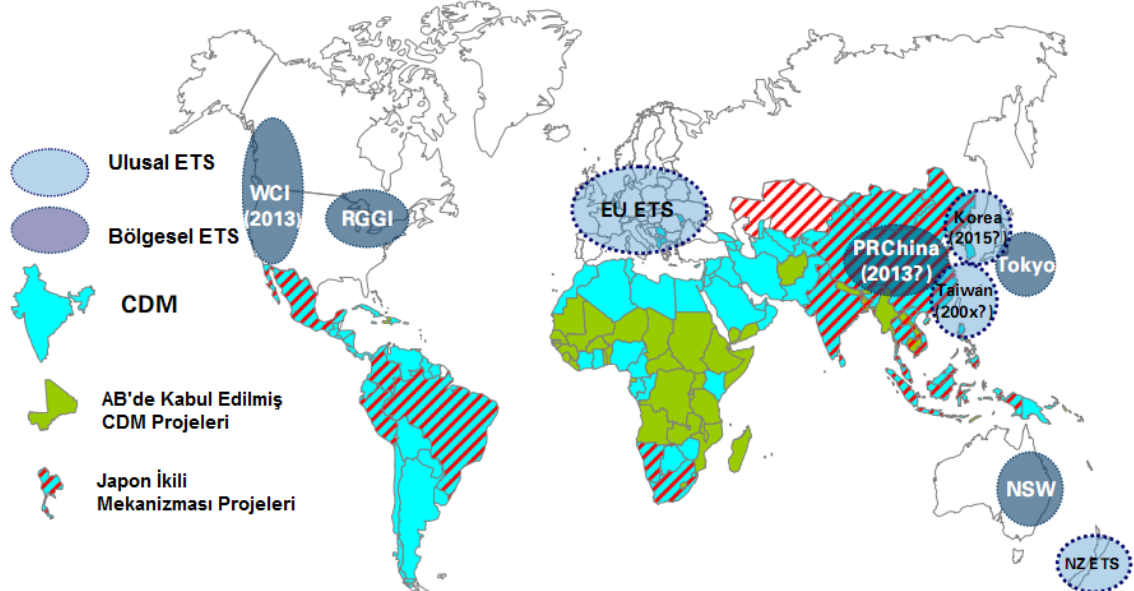 Ulusal ETS
Bölgesel ETS
CDM
AB'de Kabul Edilmiş
CDM Projeleri
Japon İkili
Mekanizması Projeleri
WCI
(2013)
RGGI
EU ETS
PRChina
(2013?)
Korea
(2015?)
Tokyo
Taiwan
(200x?)
NSW
NZ ETS